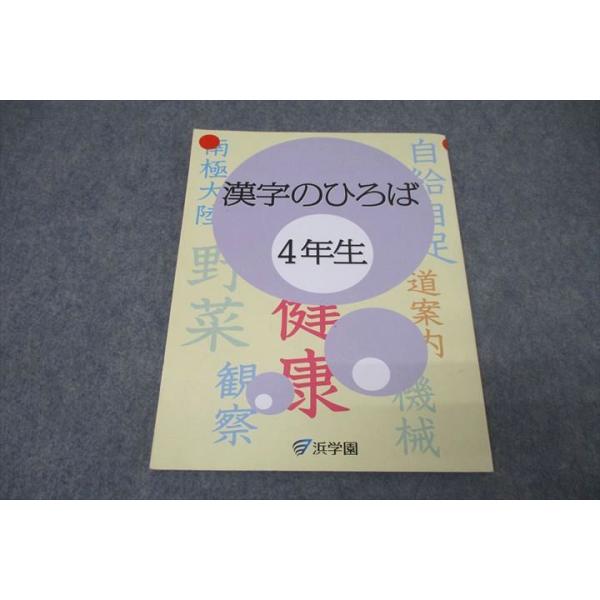 漢字のひろば
4年生
南極大陸
自給自足
野菜
健康
道案内
観察
機械
浜学園